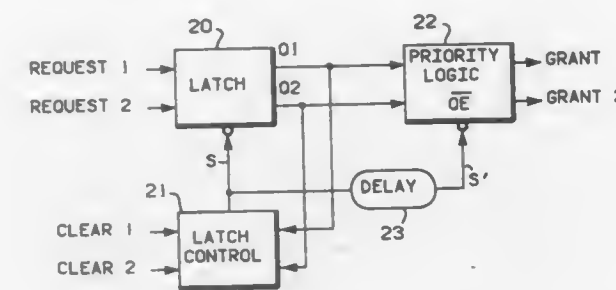 20
22
REQUEST 1
REQUEST 2
LATCH
O1
O2
PRIORITY
LOGIC
OE
GRANT
GRANT
S
DELAY
S'
23
21
CLEAR 1
CLEAR 2
LATCH
CONTROL